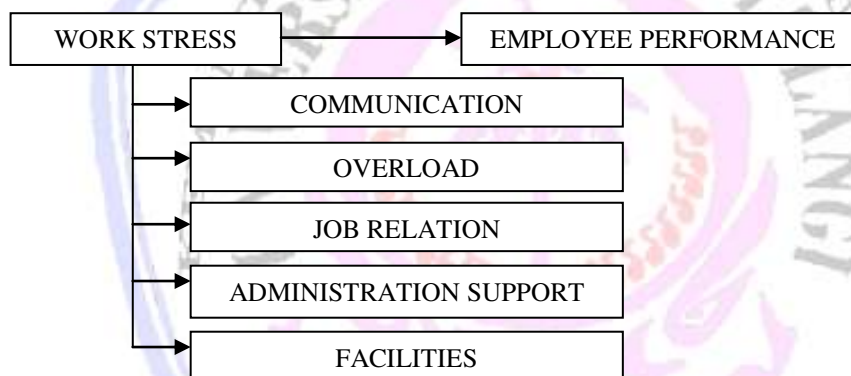 WORK STRESS
EMPLOYEE PERFORMANCE
COMMUNICATION
OVERLOAD
JOB RELATION
ADMINISTRATION SUPPORT
FACILITIES